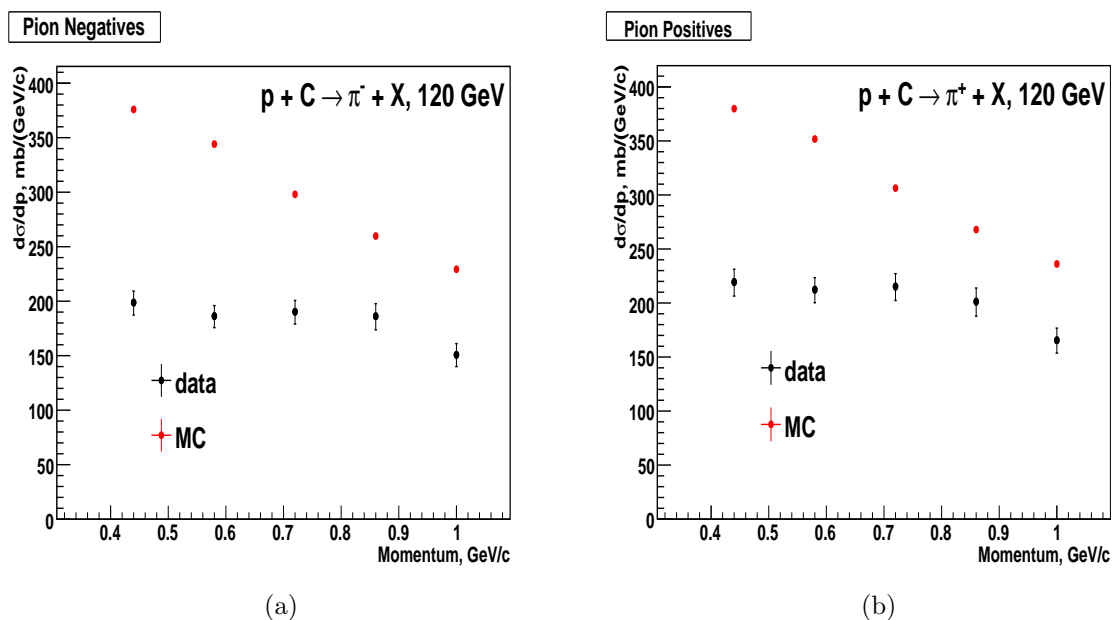 Pion Negatives
p + C → π⁻ + X, 120 GeV
dσ/dp, mb/(GeV/c)
400
350
300
250
200
150
100
50
0
data
MC
0.4 0.5 0.6 0.7 0.8 0.9 1
Momentum, GeV/c
(a)
Pion Positives
p + C → π⁺ + X, 120 GeV
dσ/dp, mb/(GeV/c)
400
350
300
250
200
150
100
50
0
data
MC
0.4 0.5 0.6 0.7 0.8 0.9 1
Momentum, GeV/c
(b)